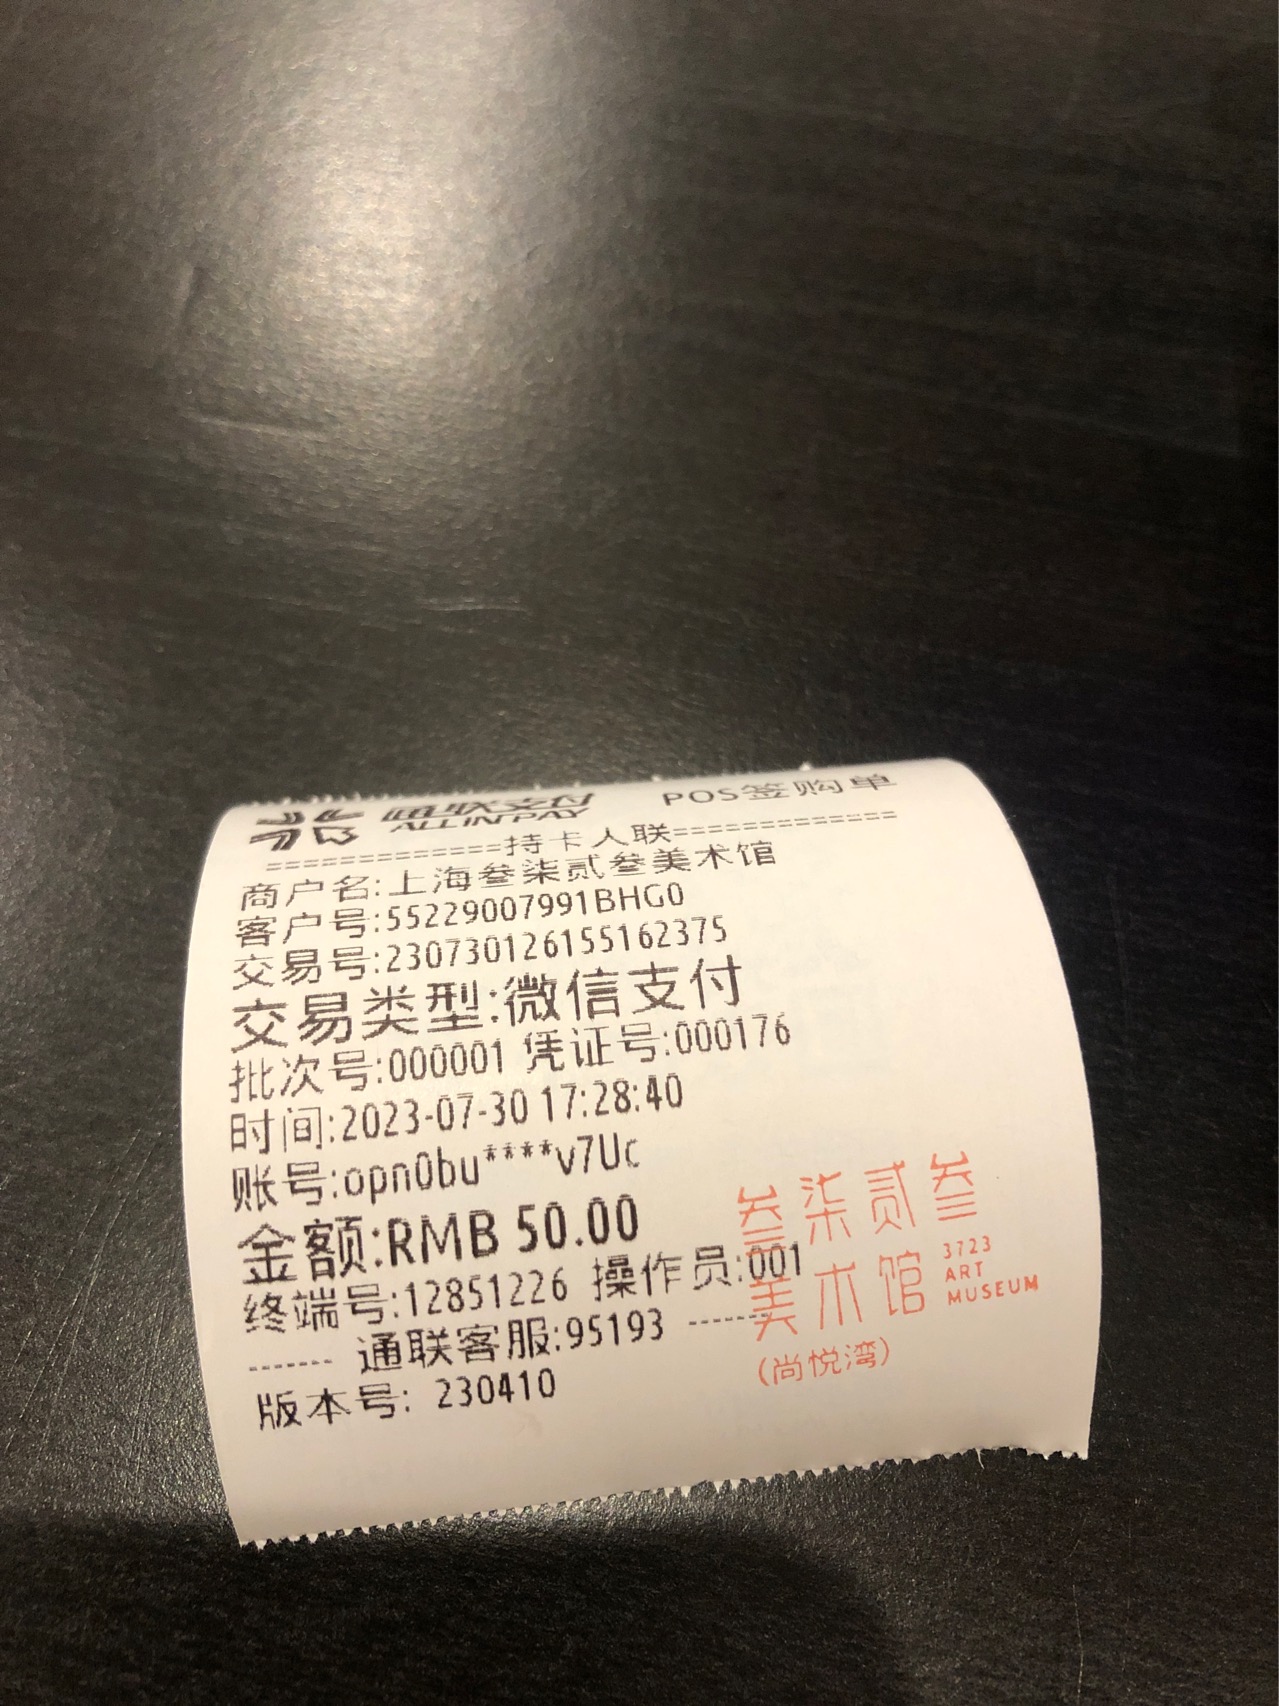 通联支付 POS签购单
ALLINPAY
=============持卡人联=============
商户名:上海叁柒贰叁美术馆
客户号:55229007991BHG0
交易号:230730126155162375
交易类型:微信支付
批次号:000001 凭证号:000176
时间:2023-07-30 17:28:40
账号:opn0bu****v7Uc
金额:RMB 50.00
终端号:12851226 操作员:001
------- 通联客服:95193 -------
版本号: 230410
叁柒贰叁
美术馆
3723
ART
MUSEUM
(尚悦湾)